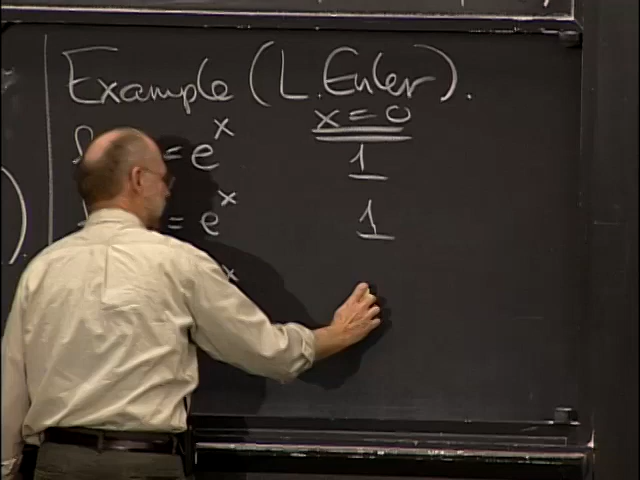 Example (L. Euler).
x = 0
= e^x 1
= e^x 1
x